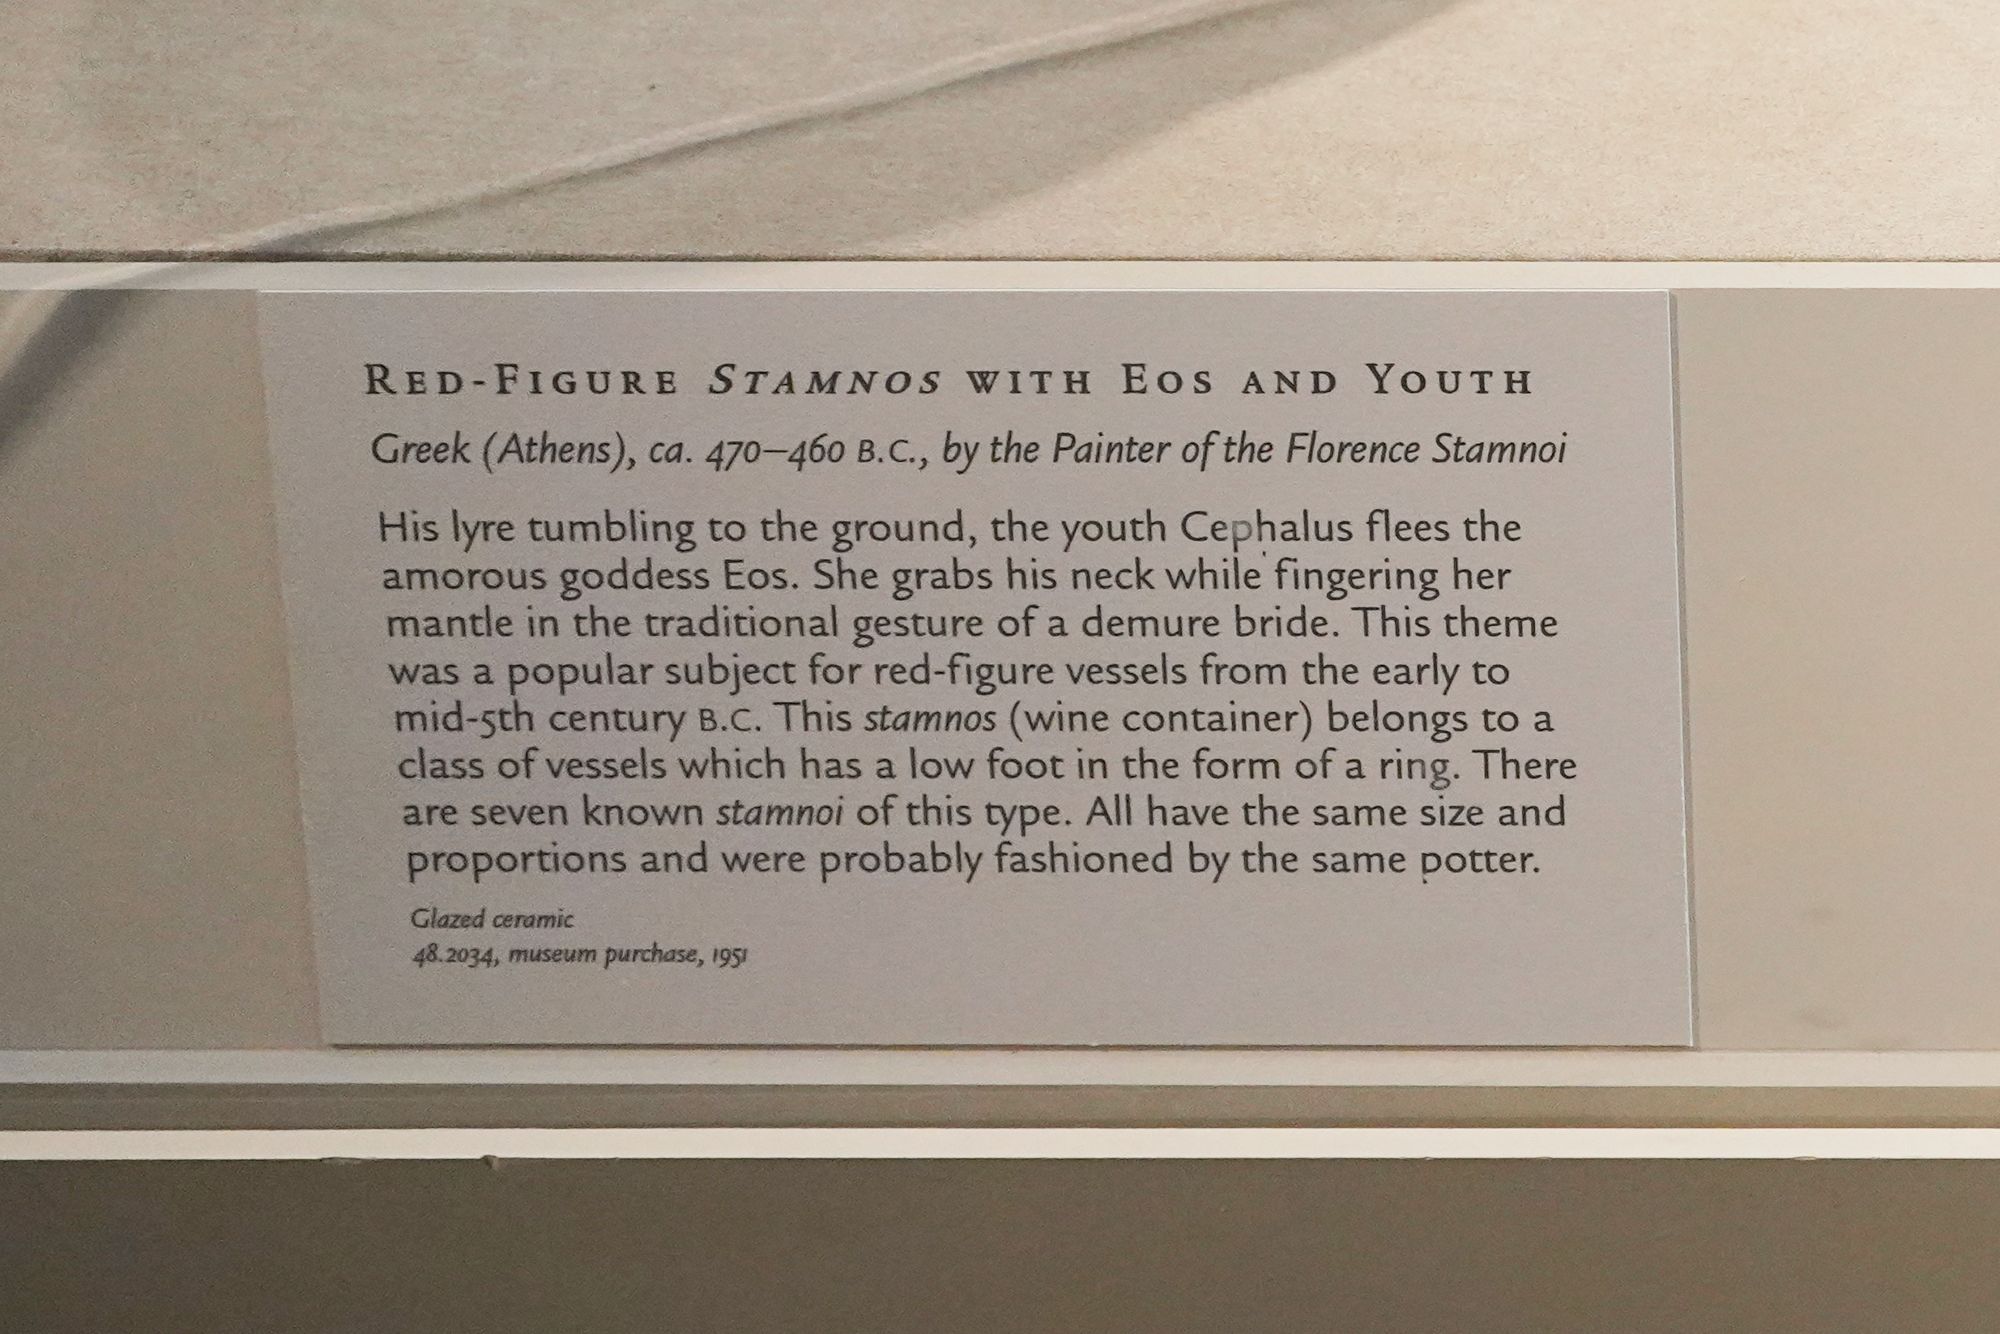 RED-FIGURE STAMNOS WITH EOS AND YOUTH
Greek (Athens), ca. 470–460 B.C., by the Painter of the Florence Stamnoi
His lyre tumbling to the ground, the youth Cephalus flees the
amorous goddess Eos. She grabs his neck while fingering her
mantle in the traditional gesture of a demure bride. This theme
was a popular subject for red-figure vessels from the early to
mid-5th century B.C. This stamnos (wine container) belongs to a
class of vessels which has a low foot in the form of a ring. There
are seven known stamnoi of this type. All have the same size and
proportions and were probably fashioned by the same potter.
Glazed ceramic
48.2034, museum purchase, 1951